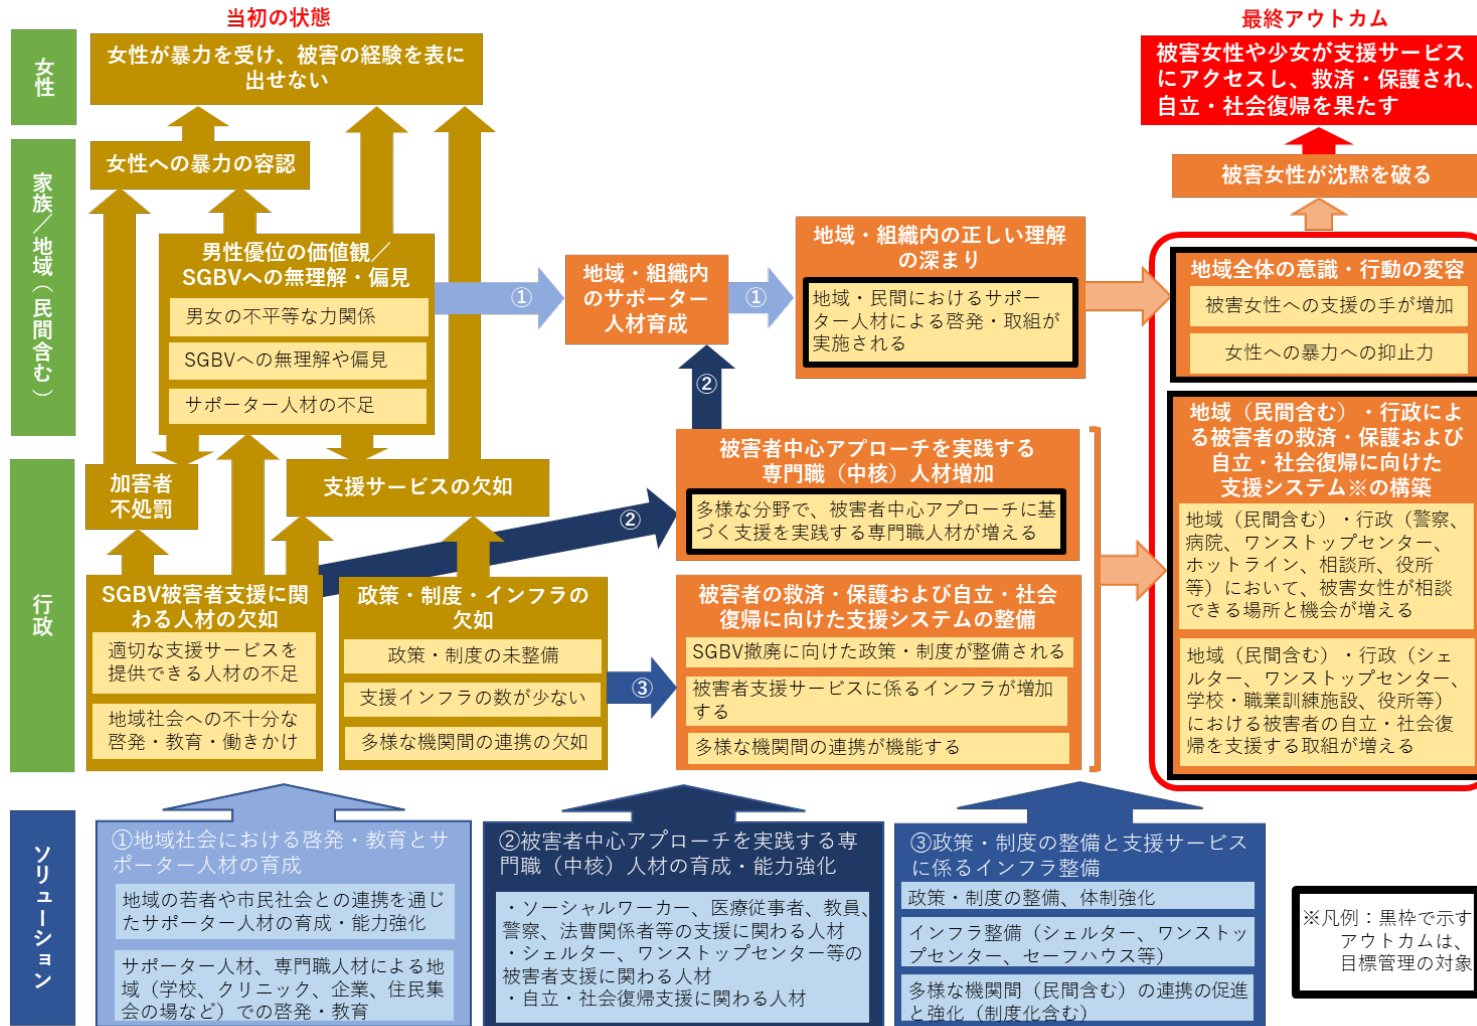 当初の状態
最終アウトカム
女性
女性が暴力を受け、被害の経験を表に
出せない
被害女性や少女が支援サービス
にアクセスし、救済・保護され、
自立・社会復帰を果たす
家族／地域（民間含む）
女性への暴力の容認
被害女性が沈黙を破る
男性優位の価値観／
SGBVへの無理解・偏見
男女の不平等な力関係
SGBVへの無理解や偏見
サポーター人材の不足
①
地域・組織内
のサポーター
人材育成
①
地域・組織内の正しい理解
の深まり
地域・民間におけるサポー
ター人材による啓発・取組が
実施される
地域全体の意識・行動の変容
被害女性への支援の手が増加
女性への暴力への抑止力
②
行政
加害者
不処罰
支援サービスの欠如
②
被害者中心アプローチを実践する
専門職（中核）人材増加
多様な分野で、被害者中心アプローチに基
づく支援を実践する専門職人材が増える
地域（民間含む）・行政によ
る被害者の救済・保護および
自立・社会復帰に向けた
支援システム※の構築
地域（民間含む）・行政（警察、
病院、ワンストップセンター、
ホットライン、相談所、役所
等）において、被害女性が相談
できる場所と機会が増える
地域（民間含む）・行政（シェ
ルター、ワンストップセンター、
学校・職業訓練施設、役所等）
における被害者の自立・社会復
帰を支援する取組が増える
SGBV被害者支援に関
わる人材の欠如
適切な支援サービスを
提供できる人材の不足
地域社会への不十分な
啓発・教育・働きかけ
政策・制度・インフラの
欠如
政策・制度の未整備
支援インフラの数が少ない
多様な機関間の連携の欠如
③
被害者の救済・保護および自立・社会
復帰に向けた支援システムの整備
SGBV撤廃に向けた政策・制度が整備される
被害者支援サービスに係るインフラが増加
する
多様な機関間の連携が機能する
ソリューション
①地域社会における啓発・教育とサ
ポーター人材の育成
地域の若者や市民社会との連携を通じ
たサポーター人材の育成・能力強化
サポーター人材、専門職人材による地
域（学校、クリニック、企業、住民集
会の場など）での啓発・教育
②被害者中心アプローチを実践する専
門職（中核）人材の育成・能力強化
・ソーシャルワーカー、医療従事者、教員、
警察、法曹関係者等の支援に関わる人材
・シェルター、ワンストップセンター等の
被害者支援に関わる人材
・自立・社会復帰支援に関わる人材
③政策・制度の整備と支援サービス
に係るインフラ整備
政策・制度の整備、体制強化
インフラ整備（シェルター、ワンストッ
プセンター、セーフハウス等）
多様な機関間（民間含む）の連携の促進
と強化（制度化含む）
※凡例：黒枠で示す
アウトカムは、
目標管理の対象